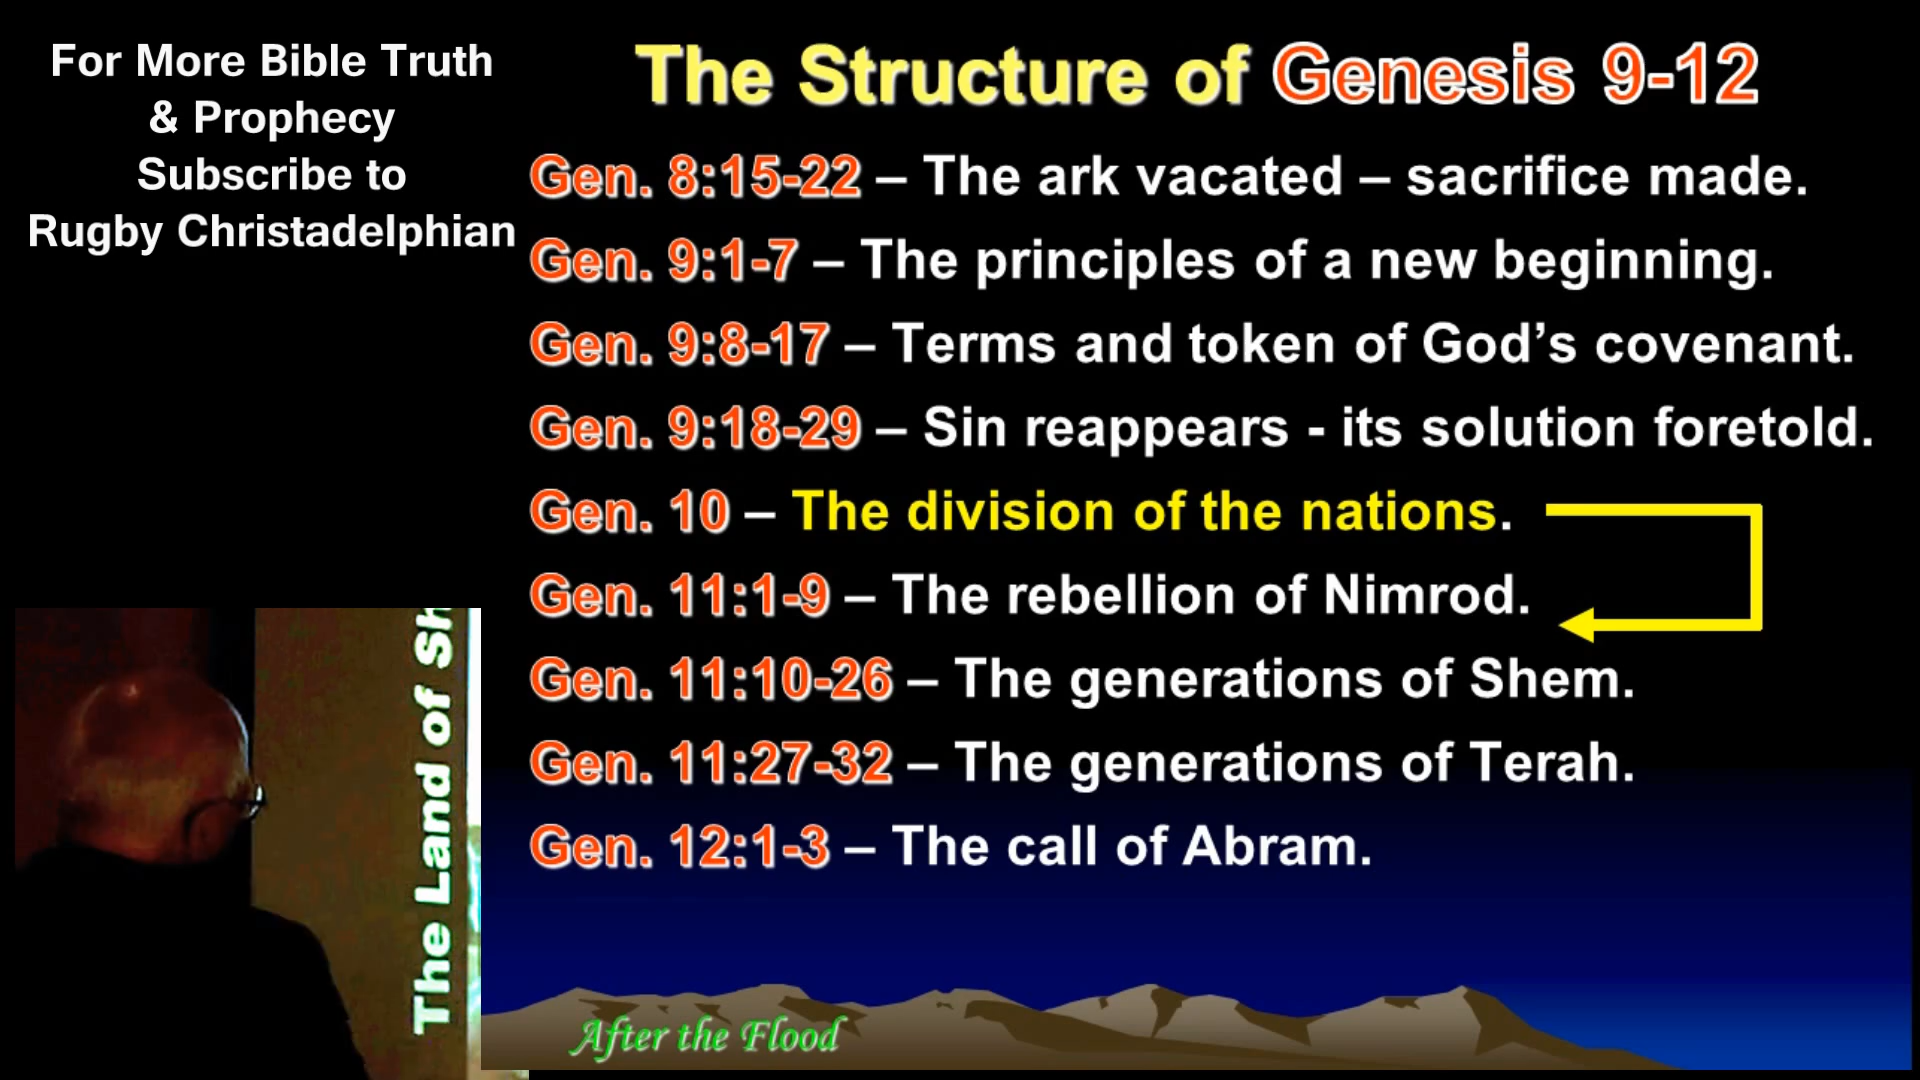 For More Bible Truth
& Prophecy
Subscribe to
Rugby Christadelphian
The Structure of Genesis 9-12
Gen. 8:15-22 – The ark vacated – sacrifice made.
Gen. 9:1-7 – The principles of a new beginning.
Gen. 9:8-17 – Terms and token of God’s covenant.
Gen. 9:18-29 – Sin reappears - its solution foretold.
Gen. 10 – The division of the nations.
Gen. 11:1-9 – The rebellion of Nimrod.
Gen. 11:10-26 – The generations of Shem.
Gen. 11:27-32 – The generations of Terah.
Gen. 12:1-3 – The call of Abram.
After the Flood
The Land of Sh